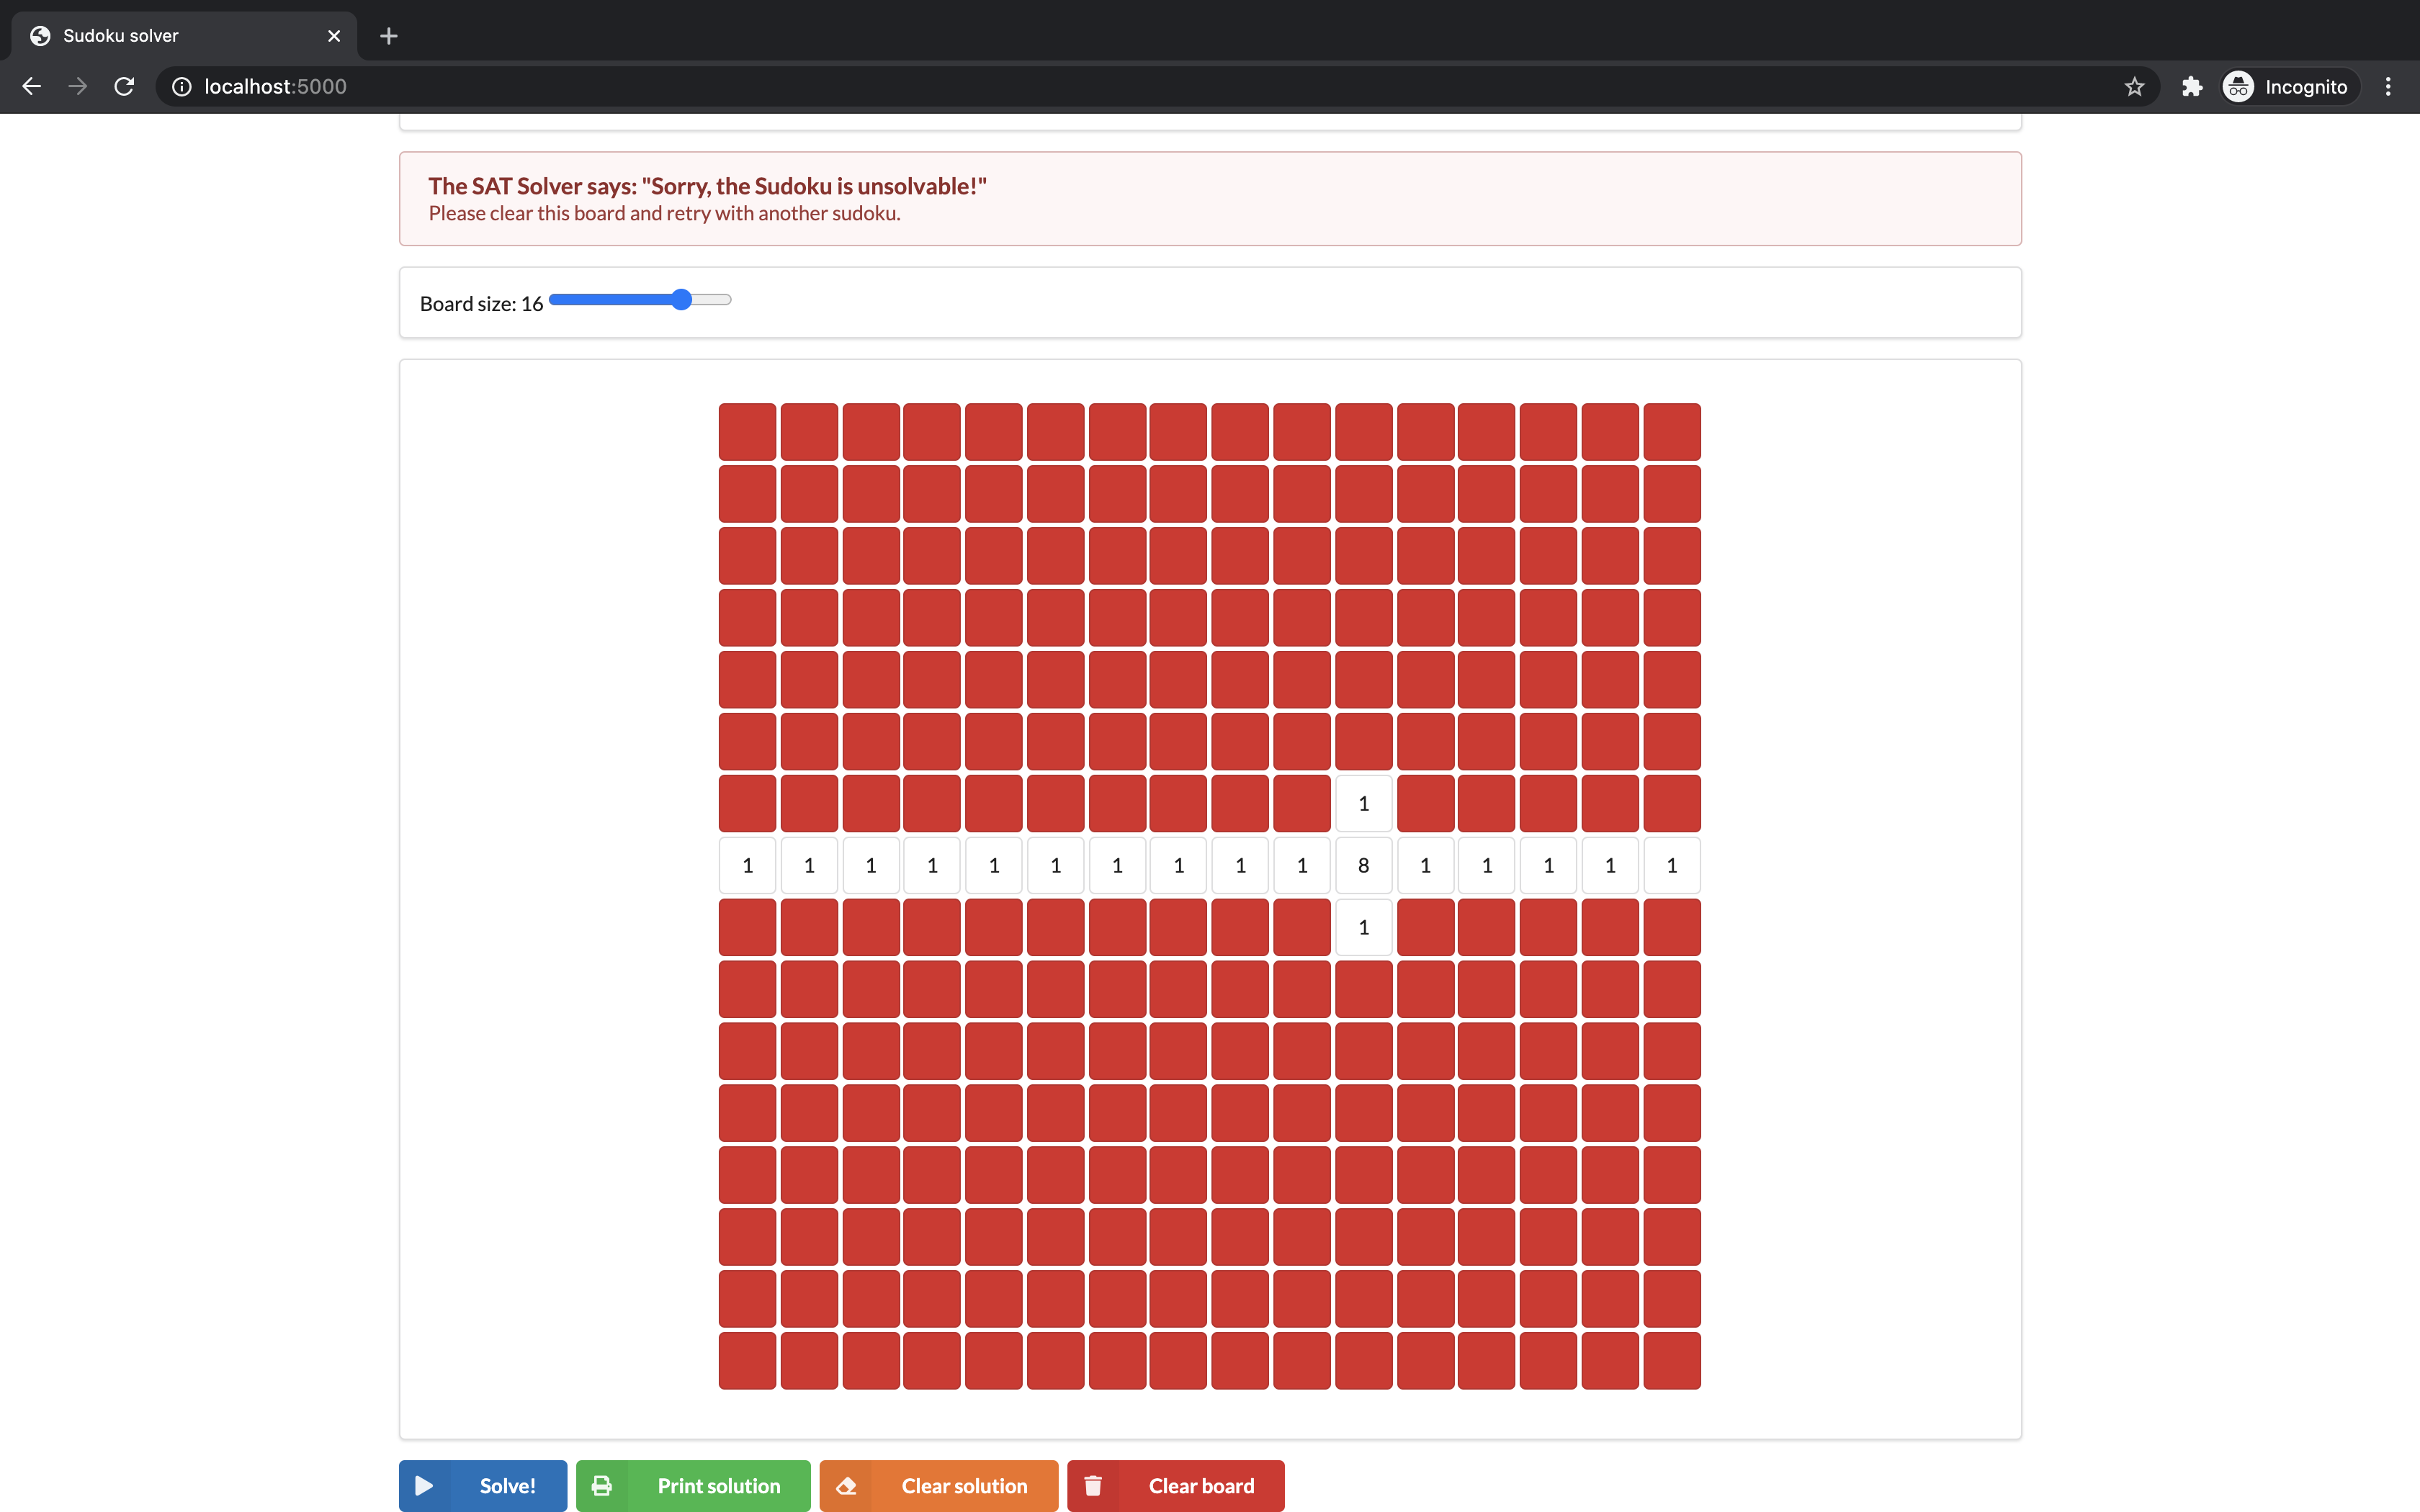 Sudoku solver
localhost:5000
Incognito
The SAT Solver says: "Sorry, the Sudoku is unsolvable!"
Please clear this board and retry with another sudoku.
Board size: 16
1
1 1 1 1 1 1 1 1 1 1 8 1 1 1 1 1
1
Solve! Print solution Clear solution Clear board